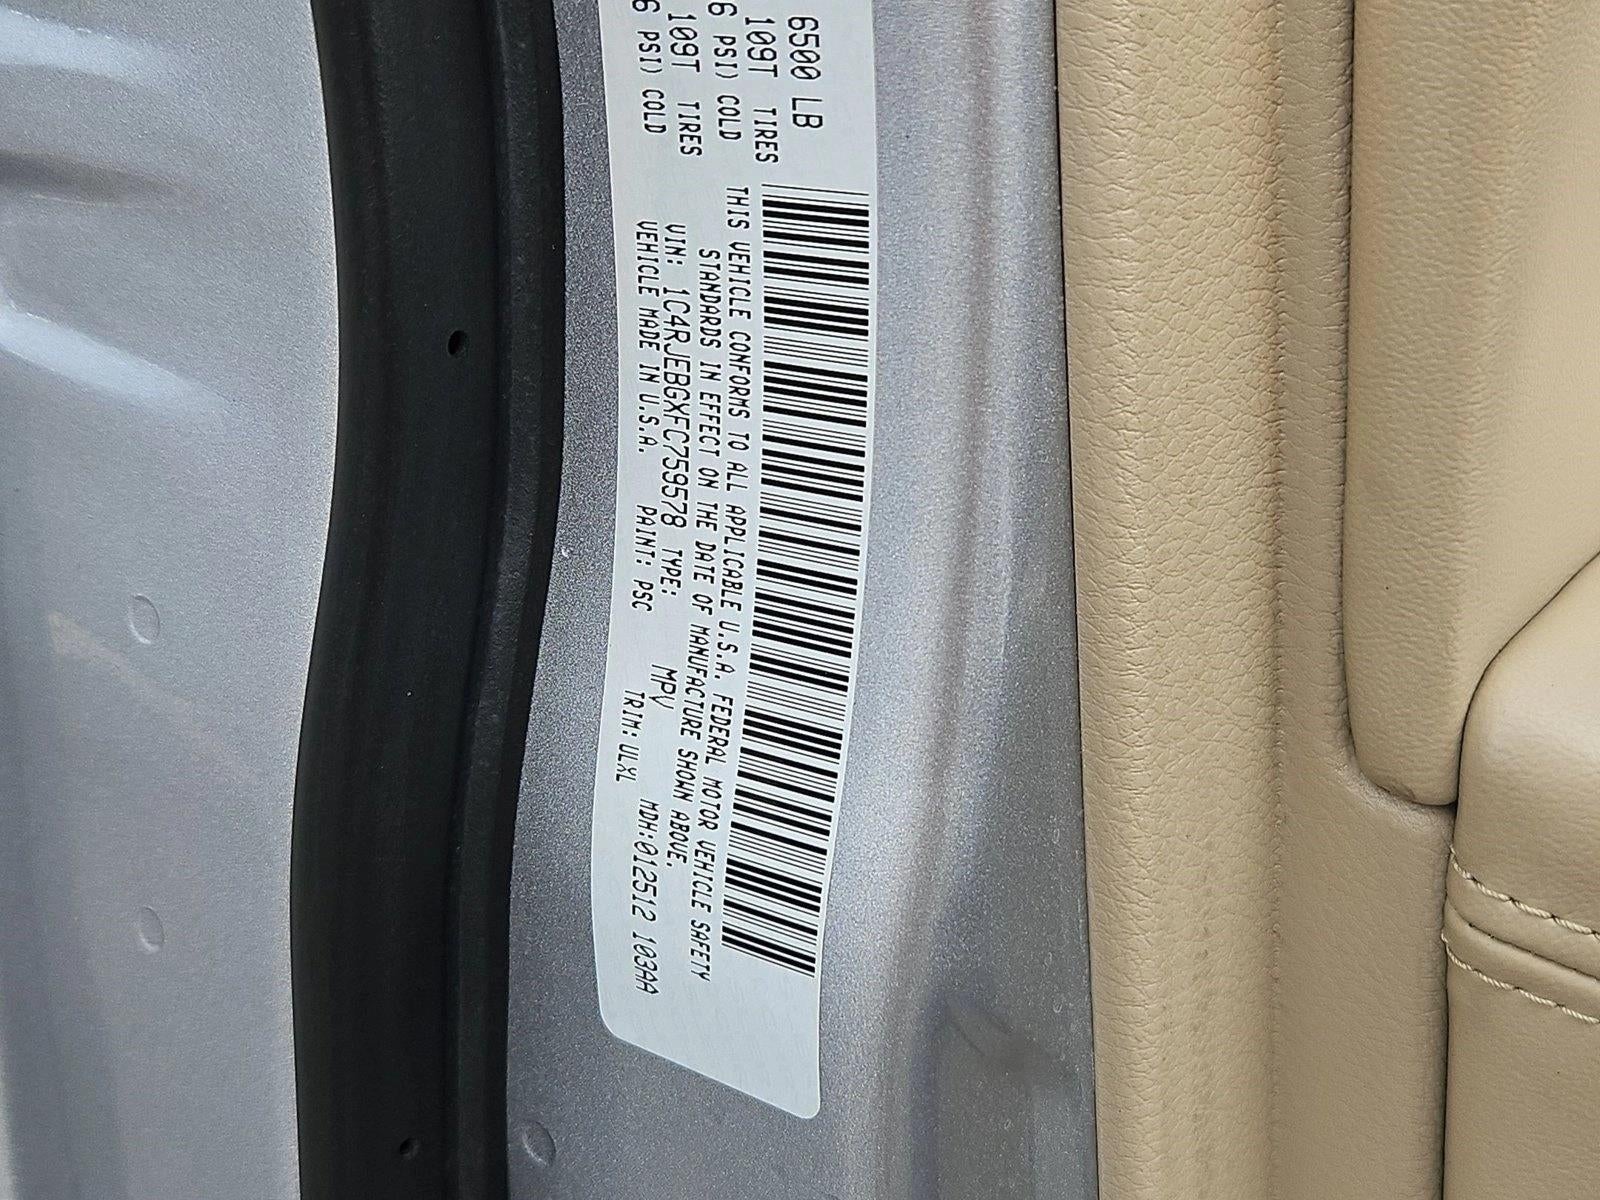 6500 LB
109T TIRES
6 PSI) COLD
109T TIRES
6 PSI) COLD
THIS VEHICLE CONFORMS TO ALL APPLICABLE U.S.A. FEDERAL MOTOR VEHICLE SAFETY
STANDARDS IN EFFECT ON THE DATE OF MANUFACTURE SHOWN ABOVE.
VIN: 1C4RJEBGXFC759578 TYPE: MPV MDH:012512 103AA
VEHICLE MADE IN U.S.A. PAINT: PSC TRIM: ULXL